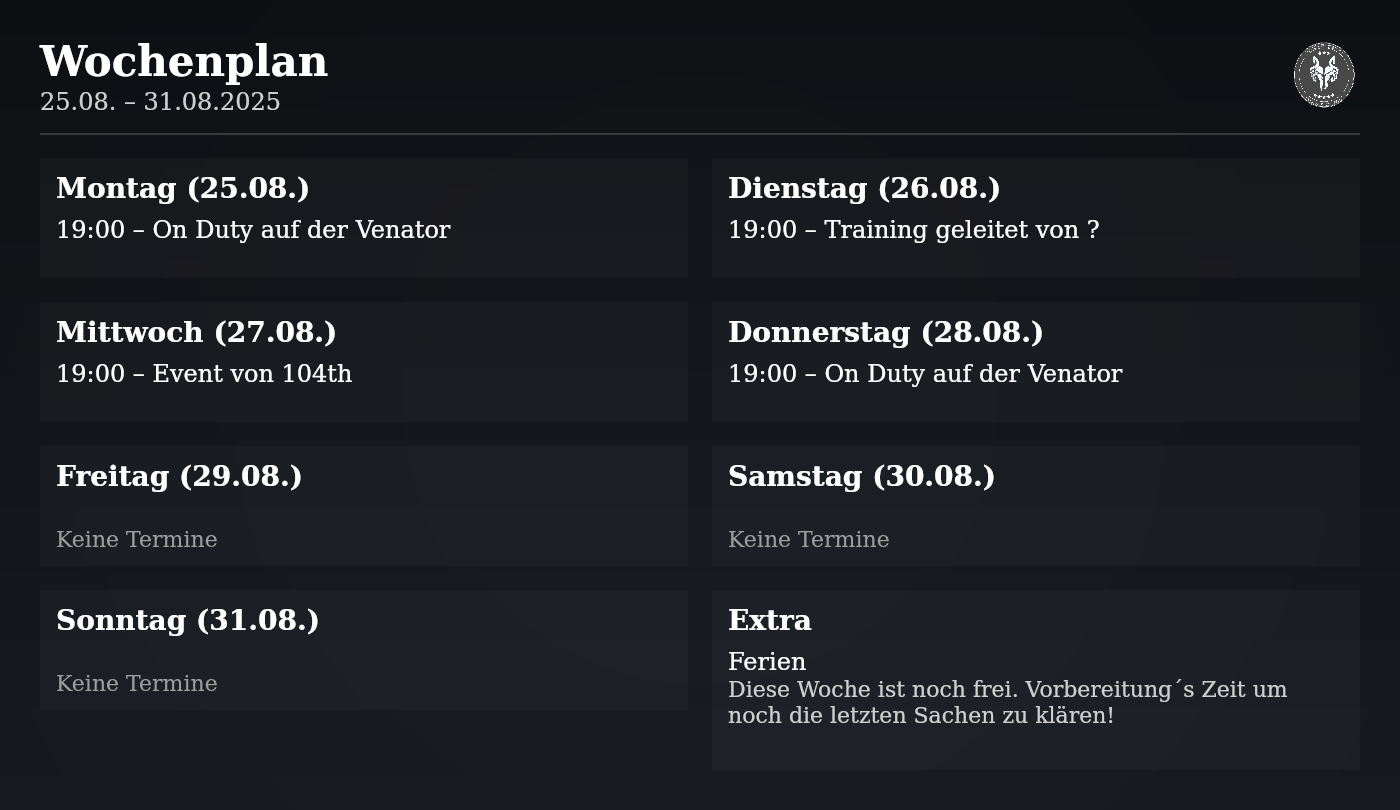 Wochenplan
25.08. – 31.08.2025
Montag (25.08.)
19:00 – On Duty auf der Venator
Dienstag (26.08.)
19:00 – Training geleitet von ?
Mittwoch (27.08.)
19:00 – Event von 104th
Donnerstag (28.08.)
19:00 – On Duty auf der Venator
Freitag (29.08.)
Keine Termine
Samstag (30.08.)
Keine Termine
Sonntag (31.08.)
Keine Termine
Extra
Ferien
Diese Woche ist noch frei. Vorbereitung´s Zeit um
noch die letzten Sachen zu klären!